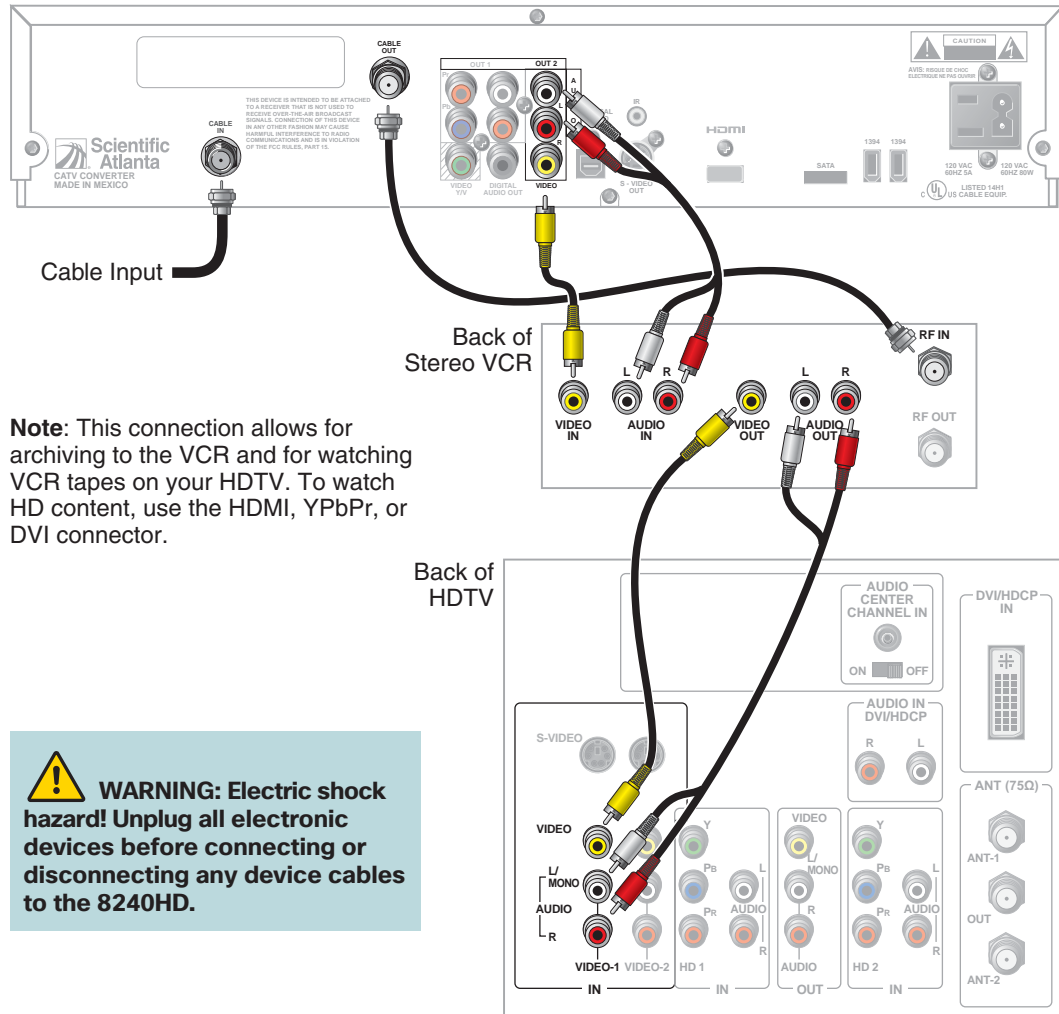 CABLE
OUT
OUT 1
OUT 2
CAUTION
AVIS: RISQUE DE CHOC
ELECTRIQUE NE PAS OUVRIR
THIS DEVICE IS INTENDED TO BE ATTACHED
TO A RECEIVER THAT IS NOT USED TO
RECEIVE OVER-THE-AIR BROADCAST
SIGNALS. CONNECTION OF THIS DEVICE
IN ANY OTHER FASHION MAY CAUSE
HARMFUL INTERFERENCE TO RADIO
COMMUNICATIONS AND IS IN VIOLATION
OF THE FCC RULES, PART 15.
CABLE
IN
Scientific
Atlanta
CATV CONVERTER
MADE IN MEXICO
Pb
L
R
IR
HDMI
1394 1394
SATA
120 VAC
60HZ 5A
120 VAC
60HZ 80W
VIDEO
Y/V
DIGITAL
AUDIO OUT
VIDEO
S - VIDEO
OUT
C UL US
LISTED 14H1
CABLE EQUIP.
Cable Input
Back of
Stereo VCR
RF IN
L R
L R
VIDEO
IN
AUDIO
IN
VIDEO
OUT
AUDIO
OUT
RF OUT
Note: This connection allows for
archiving to the VCR and for watching
VCR tapes on your HDTV. To watch
HD content, use the HDMI, YPbPr, or
DVI connector.
Back of
HDTV
AUDIO
CENTER
CHANNEL IN
ON OFF
DVI/HDCP
IN
AUDIO IN
DVI/HDCP
R L
S-VIDEO
WARNING: Electric shock
hazard! Unplug all electronic
devices before connecting or
disconnecting any device cables
to the 8240HD.
ANT (75Ω)
ANT-1
OUT
ANT-2
VIDEO
L/
MONO
AUDIO
R
VIDEO-1 VIDEO-2
IN
Y
PB
PR
L
AUDIO
R
HD 1
IN
VIDEO
L/
MONO
R
AUDIO
OUT
Y
PB
PR
L
AUDIO
R
HD 2
IN